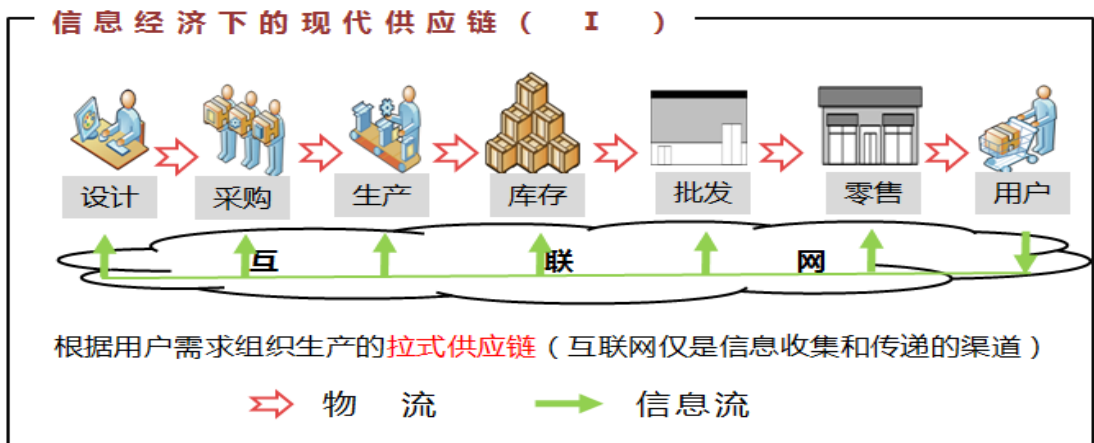 信息经济下的现代供应链（ I ）
设计 采购 生产 库存 批发 零售 用户
互 联 网
根据用户需求组织生产的拉式供应链（互联网仅是信息收集和传递的渠道）
物 流 信息流